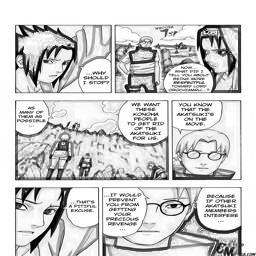 NOW...
WHAT DID I
TELL YOU ABOUT
BEING MORE
RESPECTFUL
TOWARD LORD
OROCHIMARU...?
...WHY
SHOULD I
STOP?
YOU KNOW
THAT THE
AKATSUKI'S
ON THE
MOVE.
WE WANT
THESE
KONOHA
PEOPLE
TO GET RID
OF THE
AKATSUKI
FOR US.
AS MANY
OF THEM AS
POSSIBLE
...
BECAUSE
IF OTHER
AKATSUKI
MEMBERS
INTERFERE
...
...IT WOULD
PREVENT YOU
FROM GETTING
YOUR
PRECIOUS
REVENGE
...
...THAT'S
A PITIFUL
EXCUSE.